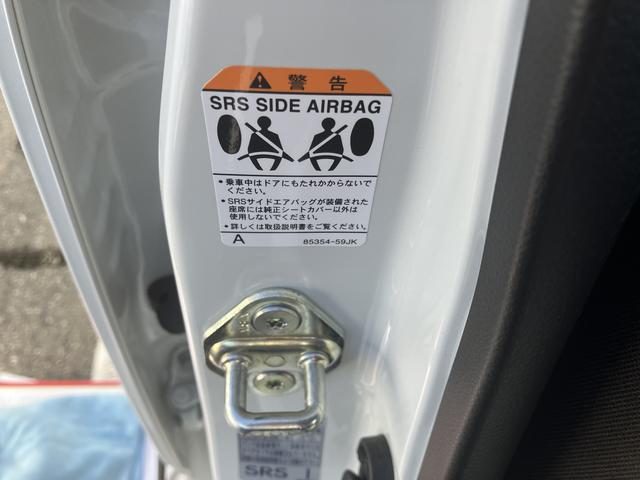 警告
SRS SIDE AIRBAG
・乗車中はドアにもたれかからないで
ください。
・SRSサイドエアバッグが装備された
座席には純正シートカバー以外は
使用しないでください。
・詳しくは取扱説明書をご覧ください。
A 85354-59JK
SRS